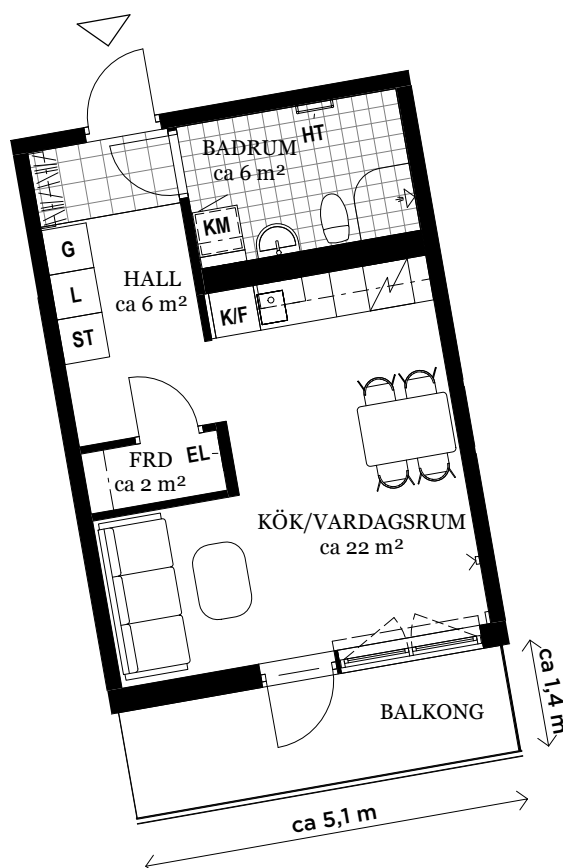 HT
BADRUM
ca 6 m²
KM
G
L
ST
HALL
ca 6 m²
K/F
FRD
ca 2 m²
EL
KÖK/VARDAGSRUM
ca 22 m²
BALKONG
ca 1,4 m
ca 5,1 m